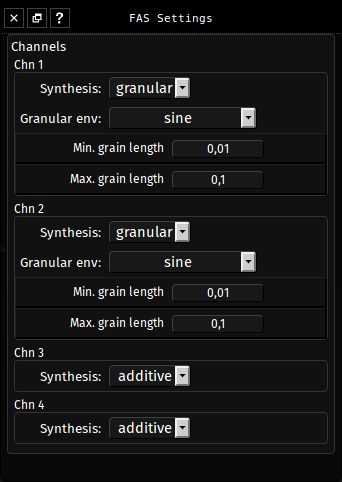 FAS Settings
Channels
Chn 1
Synthesis: granular
Granular env: sine
Min. grain length 0,01
Max. grain length 0,1
Chn 2
Synthesis: granular
Granular env: sine
Min. grain length 0,01
Max. grain length 0,1
Chn 3
Synthesis: additive
Chn 4
Synthesis: additive